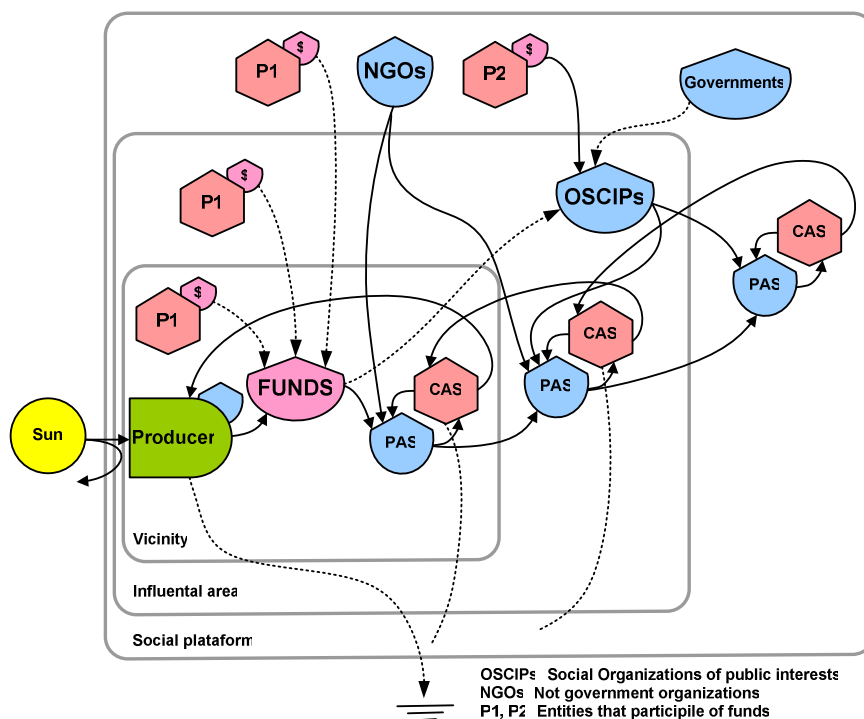 $
P1
NGOs
$
P2
Governments
$
P1
OSCIPs
CAS
PAS
$
P1
CAS
FUNDS
CAS
PAS
Sun
Producer
PAS
Vicinity
Influental area
Social plataform
OSCIPs Social Organizations of public interests
NGOs Not government organizations
P1, P2 Entities that participile of funds